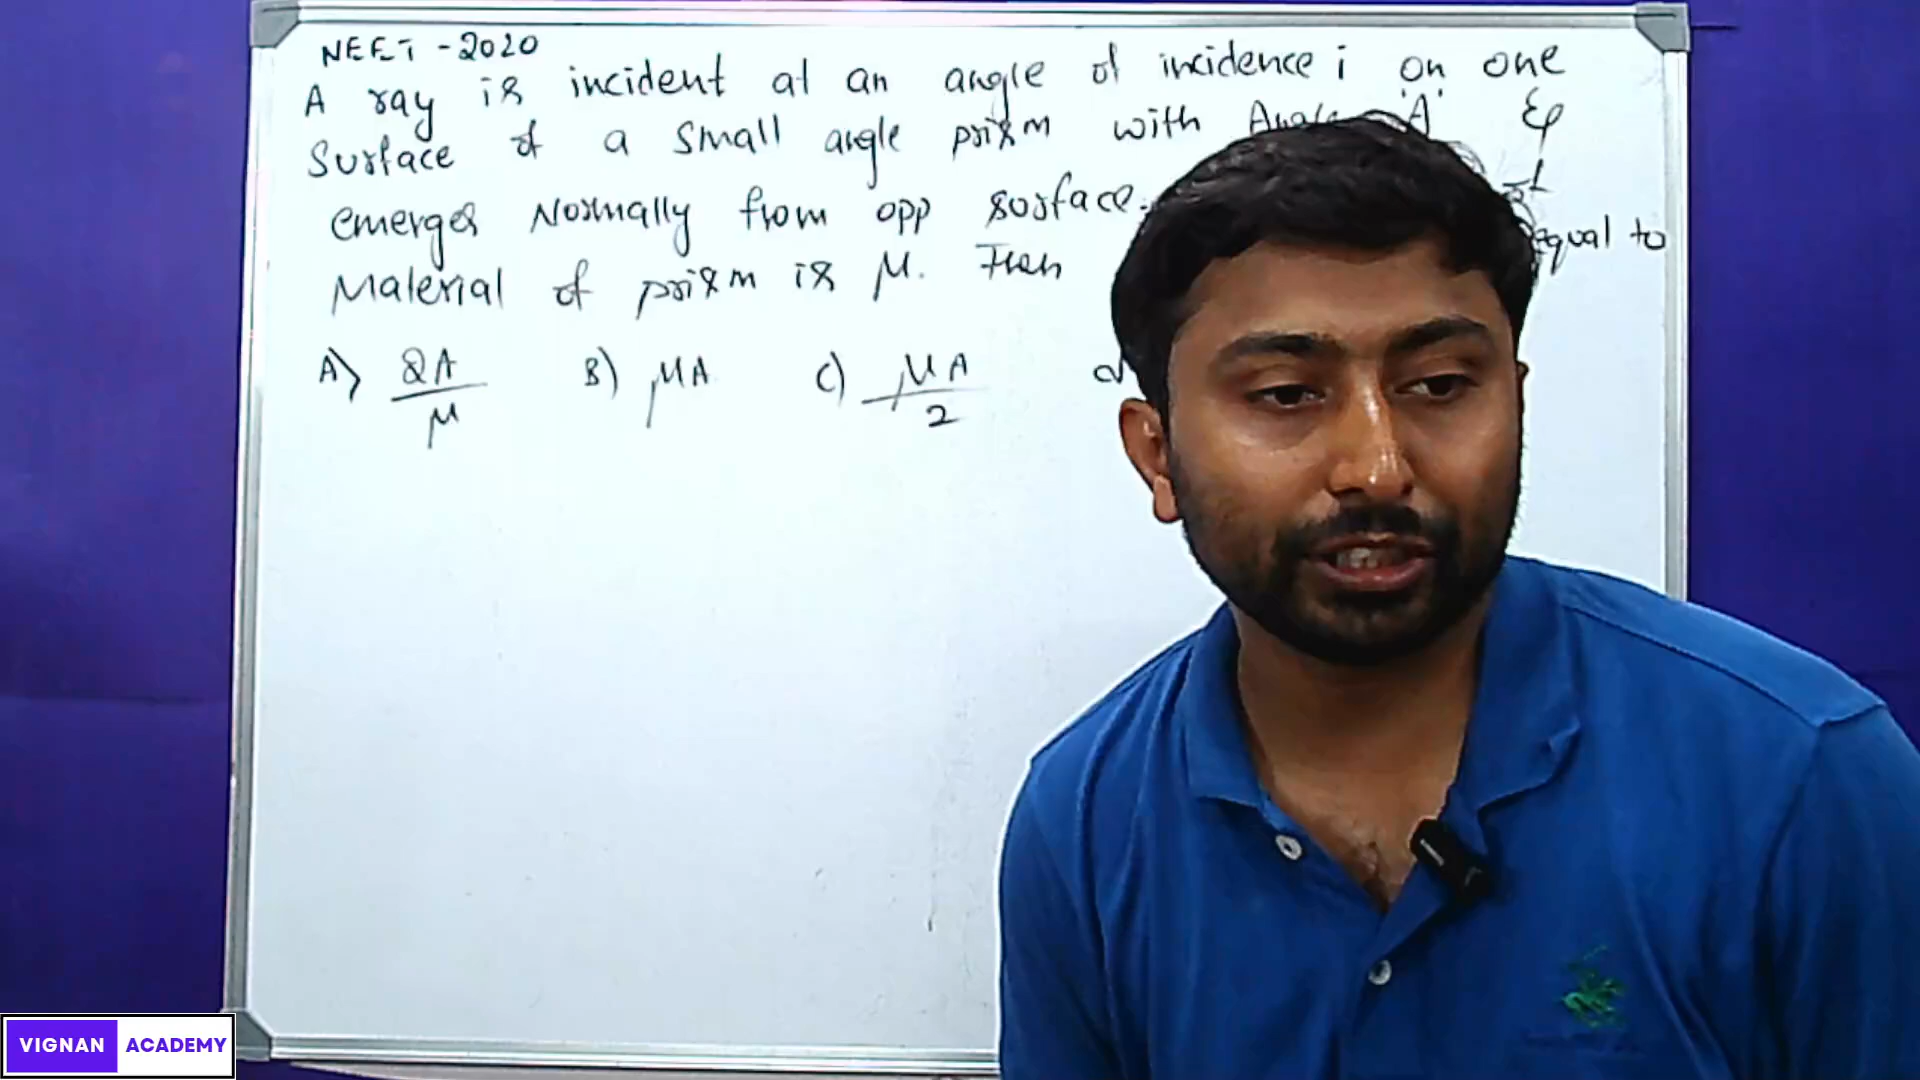 NEET - 2020
A ray is incident at an angle of incidence i on one
Surface of a small angle prism with Angle 'A' &
emerges Normally from opp surface.
Material of prism is μ. Then equal to
A) 2A/μ B) μA C) μA/2 d
VIGNAN ACADEMY